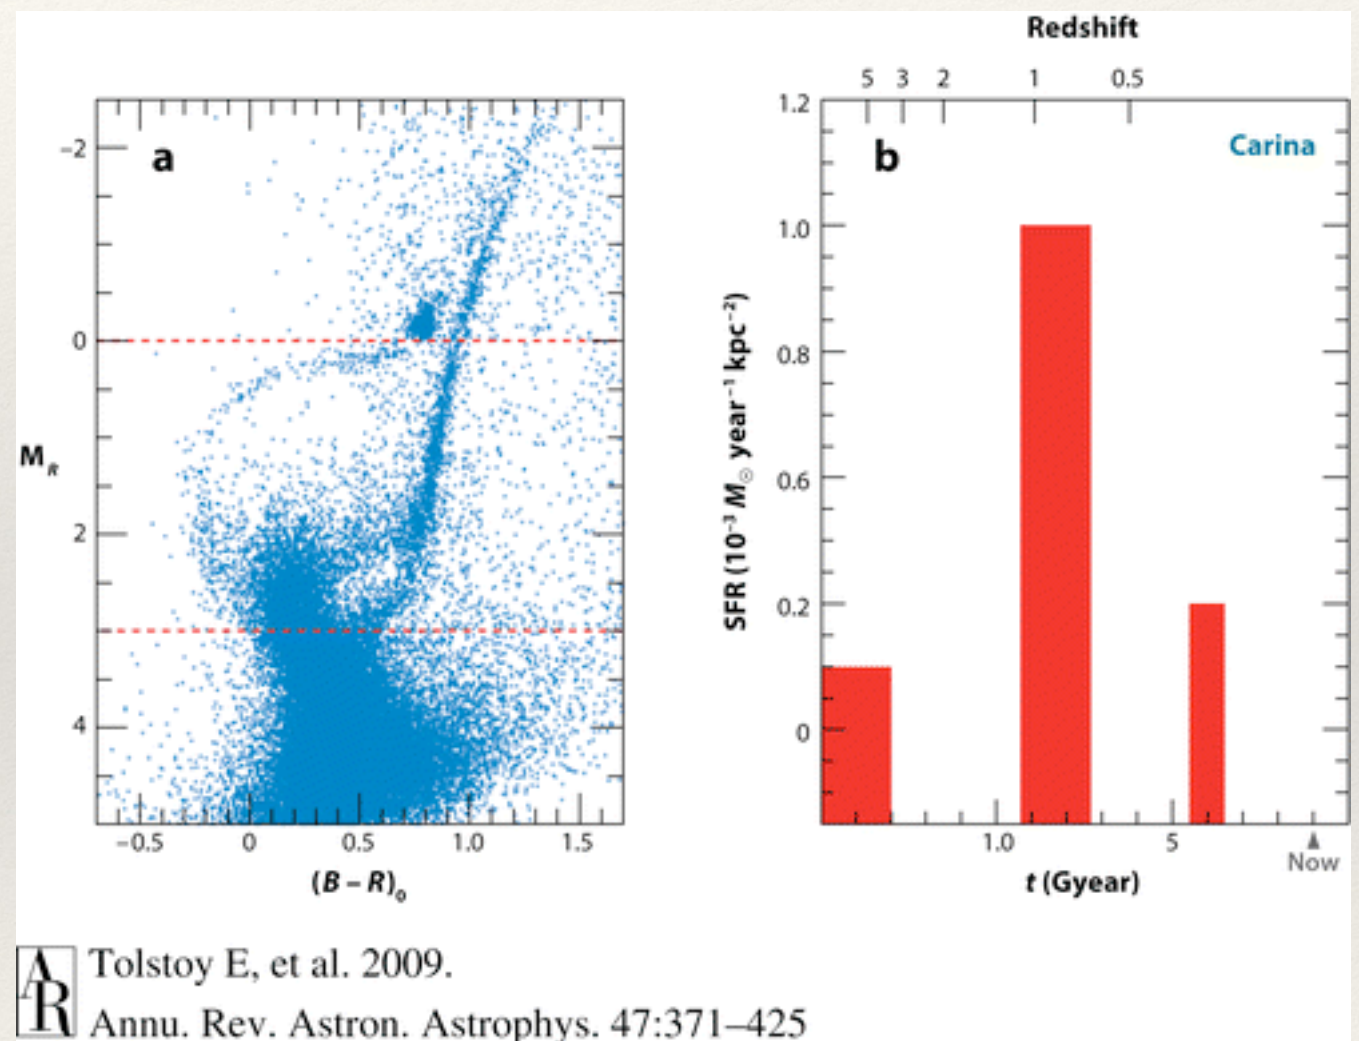 Redshift
5 3 2 1 0.5
a
−2
0
2
4
M_R
−0.5 0 0.5 1.0 1.5
(B – R)₀
b
Carina
1.2
1.0
0.8
0.6
0.2
0
SFR (10⁻³ M☉ year⁻¹ kpc⁻²)
1.0 5
Now
t (Gyear)
AR
Tolstoy E, et al. 2009.
Annu. Rev. Astron. Astrophys. 47:371–425